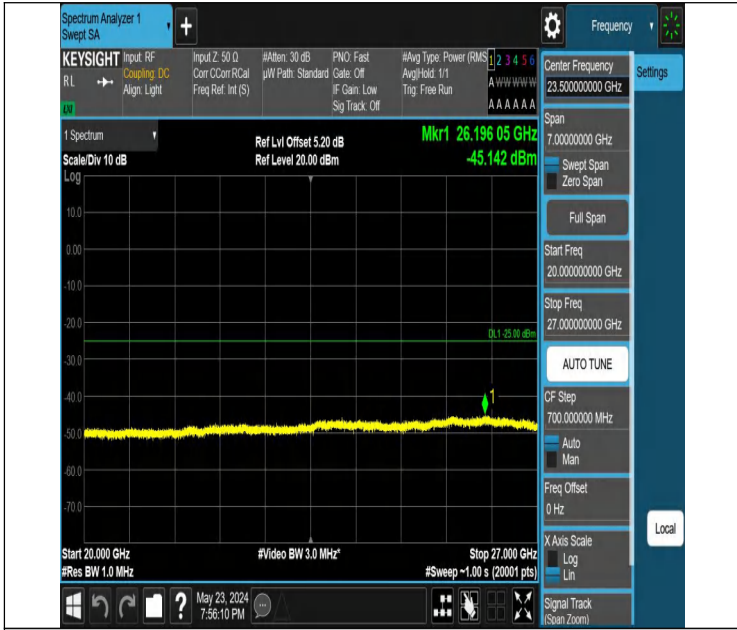 Spectrum Analyzer 1
Swept SA
+
Frequency
KEYSIGHT
RL
LXI
Input: RF
Coupling: DC
Align: Light
Input Z: 50 Ω
Corr CCorr RCal
Freq Ref: Int (S)
#Atten: 30 dB
µW Path: Standard
PNO: Fast
Gate: Off
IF Gain: Low
Sig Track: Off
#Avg Type: Power (RMS
Avg|Hold: 1/1
Trig: Free Run
1 2 3 4 5 6
A W W W W W
A A A A A A
1 Spectrum
Scale/Div 10 dB
Log
Ref Lvl Offset 5.20 dB
Ref Level 20.00 dBm
Mkr1 26.196 05 GHz
-45.142 dBm
10.0
0.00
-10.0
-20.0
DL1 -25.00 dBm
-30.0
-40.0
1
-50.0
-60.0
-70.0
Start 20.000 GHz
#Res BW 1.0 MHz
#Video BW 3.0 MHz*
Stop 27.000 GHz
#Sweep ~1.00 s (20001 pts)
Center Frequency
23.500000000 GHz
Settings
Span
7.00000000 GHz
Swept Span
Zero Span
Full Span
Start Freq
20.000000000 GHz
Stop Freq
27.000000000 GHz
AUTO TUNE
CF Step
700.000000 MHz
Auto
Man
Freq Offset
0 Hz
X Axis Scale
Log
Lin
Local
Signal Track
(Span Zoom)
?
May 23, 2024
7:56:10 PM